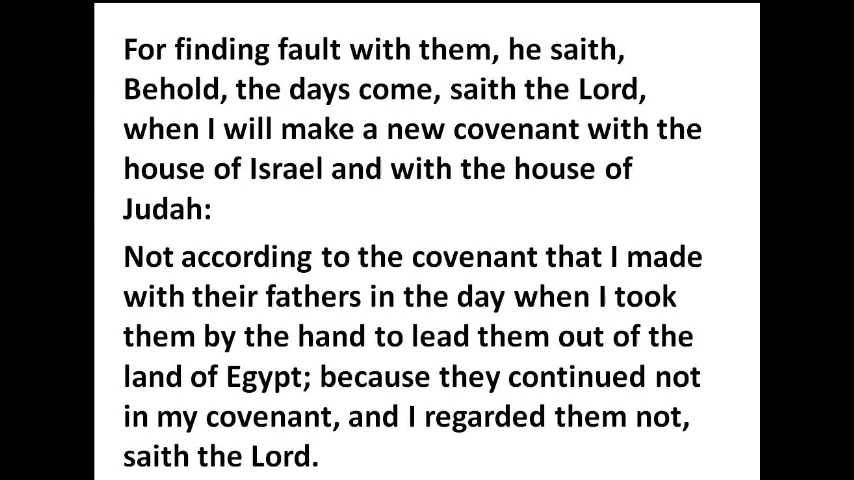 For finding fault with them, he saith,
Behold, the days come, saith the Lord,
when I will make a new covenant with the
house of Israel and with the house of
Judah:
Not according to the covenant that I made
with their fathers in the day when I took
them by the hand to lead them out of the
land of Egypt; because they continued not
in my covenant, and I regarded them not,
saith the Lord.